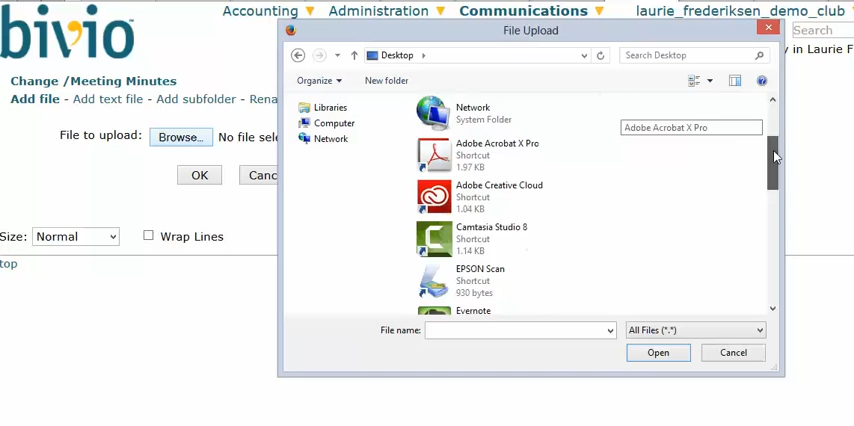 Accounting ▼ Administration ▼ Communications ▼ laurie_frederiksen_demo_club ▼
bivio™
File Upload
Search
y in Laurie F
Desktop
Search Desktop
Change /Meeting Minutes
Organize
New folder
Add file - Add text file - Add subfolder - Rena
Libraries
Computer
Network
Network
System Folder
Adobe Acrobat X Pro
File to upload: Browse... No file sele
Adobe Acrobat X Pro
Shortcut
1.97 KB
OK
Canc
Adobe Creative Cloud
Shortcut
1.04 KB
Size: Normal
Wrap Lines
Camtasia Studio 8
Shortcut
1.14 KB
top
EPSON Scan
Shortcut
930 bytes
Evernote
File name:
All Files (*.*)
Open
Cancel